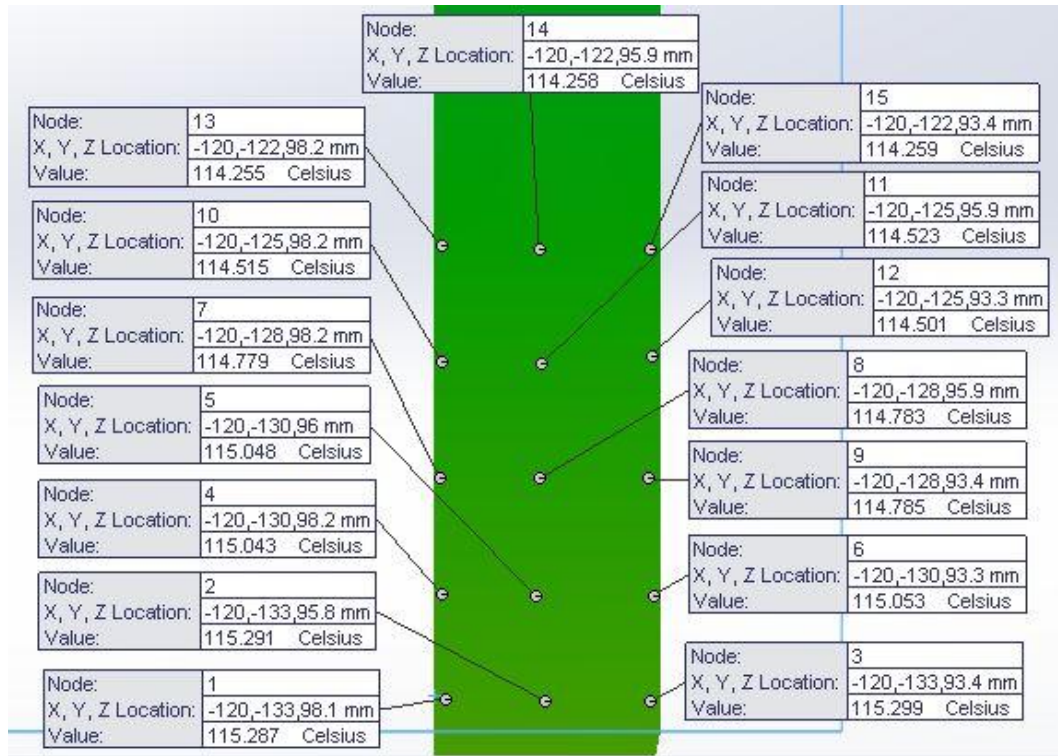 Node: 14
X, Y, Z Location: -120,-122,95.9 mm
Value: 114.258 Celsius
Node: 13
X, Y, Z Location: -120,-122,98.2 mm
Value: 114.255 Celsius
Node: 15
X, Y, Z Location: -120,-122,93.4 mm
Value: 114.259 Celsius
Node: 10
X, Y, Z Location: -120,-125,98.2 mm
Value: 114.515 Celsius
Node: 11
X, Y, Z Location: -120,-125,95.9 mm
Value: 114.523 Celsius
Node: 12
X, Y, Z Location: -120,-125,93.3 mm
Value: 114.501 Celsius
Node: 7
X, Y, Z Location: -120,-128,98.2 mm
Value: 114.779 Celsius
Node: 8
X, Y, Z Location: -120,-128,95.9 mm
Value: 114.783 Celsius
Node: 5
X, Y, Z Location: -120,-130,96 mm
Value: 115.048 Celsius
Node: 9
X, Y, Z Location: -120,-128,93.4 mm
Value: 114.785 Celsius
Node: 4
X, Y, Z Location: -120,-130,98.2 mm
Value: 115.043 Celsius
Node: 6
X, Y, Z Location: -120,-130,93.3 mm
Value: 115.053 Celsius
Node: 2
X, Y, Z Location: -120,-133,95.8 mm
Value: 115.291 Celsius
Node: 3
X, Y, Z Location: -120,-133,93.4 mm
Value: 115.299 Celsius
Node: 1
X, Y, Z Location: -120,-133,98.1 mm
Value: 115.287 Celsius